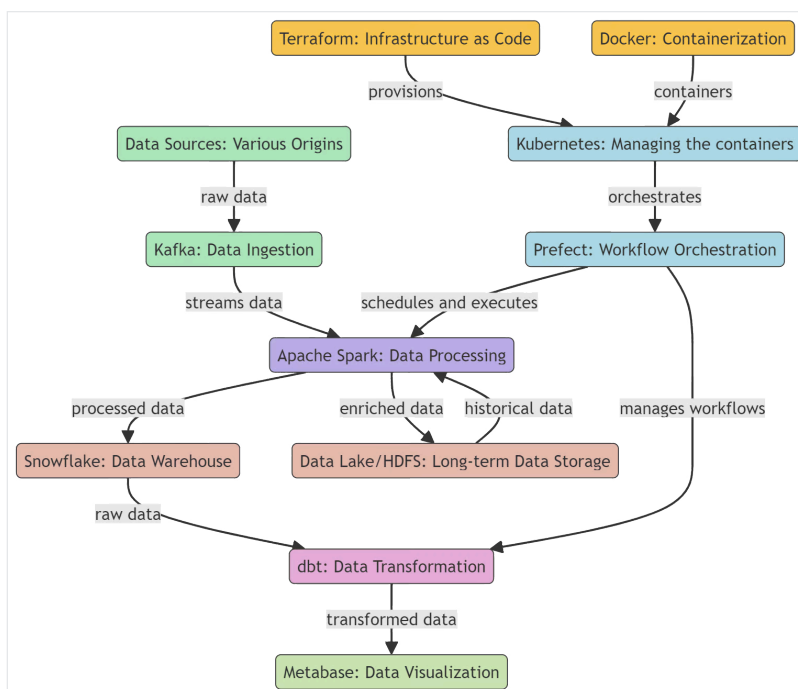 Terraform: Infrastructure as Code
Docker: Containerization
provisions
containers
Data Sources: Various Origins
Kubernetes: Managing the containers
raw data
orchestrates
Kafka: Data Ingestion
Prefect: Workflow Orchestration
streams data
schedules and executes
Apache Spark: Data Processing
processed data
enriched data
historical data
manages workflows
Snowflake: Data Warehouse
Data Lake/HDFS: Long-term Data Storage
raw data
dbt: Data Transformation
transformed data
Metabase: Data Visualization